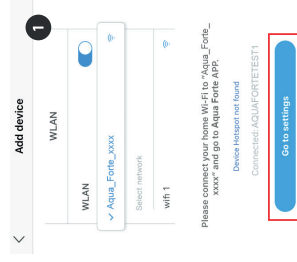 Add device
1
WLAN
WLAN
Aqua_Forte_xxxx
Select network
wifi 1
Please connect your home Wi-Fi to "Aqua_Forte_
xxxx" and go to Aqua Forte APP.
Device Hotspot not found
Connected: AQUAFORTETEST1
Go to settings